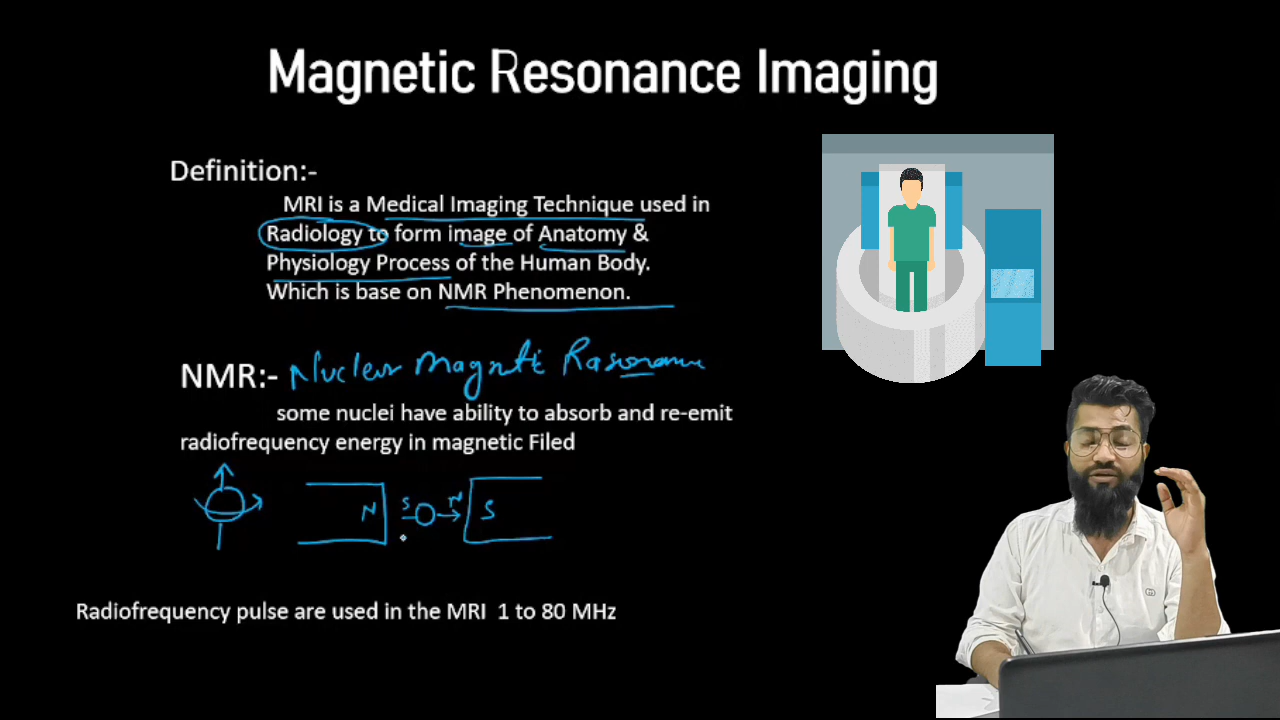 Magnetic Resonance Imaging
Definition:-
MRI is a Medical Imaging Technique used in
Radiology to form image of Anatomy &
Physiology Process of the Human Body.
Which is base on NMR Phenomenon.
NMR:- Nuclear Magnetic Rasonance
some nuclei have ability to absorb and re-emit
radiofrequency energy in magnetic Filed
N S N S
Radiofrequency pulse are used in the MRI 1 to 80 MHz